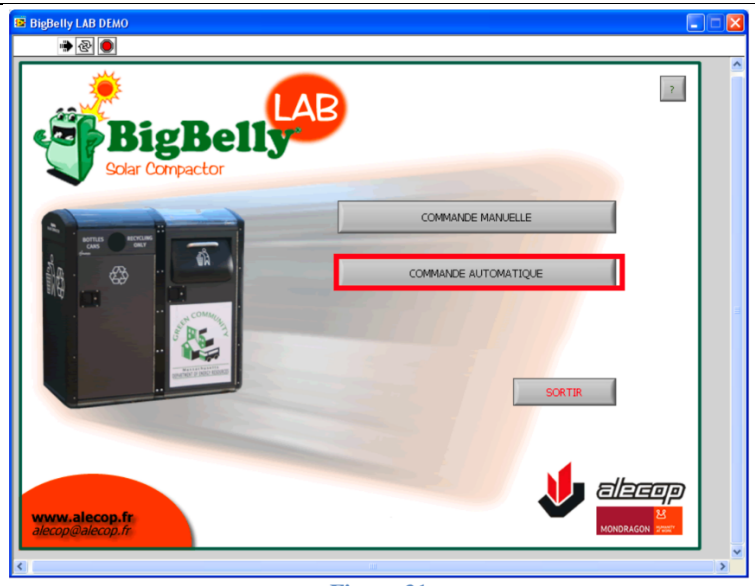 BigBelly LAB DEMO
?
LAB
BigBelly
Solar Compactor
COMMANDE MANUELLE
BOTTLES
CANS
RECYCLING
ONLY
COMMANDE AUTOMATIQUE
GREEN COMMUNITY
SORTIR
alecop
www.alecop.fr
alecop@alecop.fr
MONDRAGON